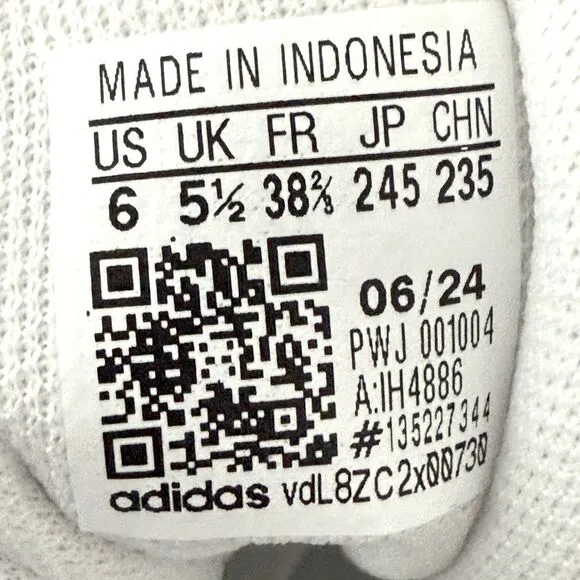 MADE IN INDONESIA
US UK FR JP CHN
6 5½ 38⅔ 245 235
06/24
PWJ 001004
A:IH4886
#135227344
adidas vdL8ZC2x00730